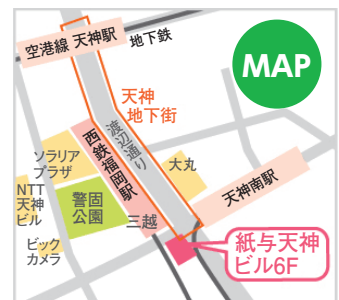 空港線 天神駅
地下鉄
MAP
天神
地下街
渡辺通り
西鉄福岡駅
ソラリア
プラザ
大丸
天神南駅
NTT
天神
ビル
警固
公園
三越
ビック
カメラ
紙与天神
ビル6F